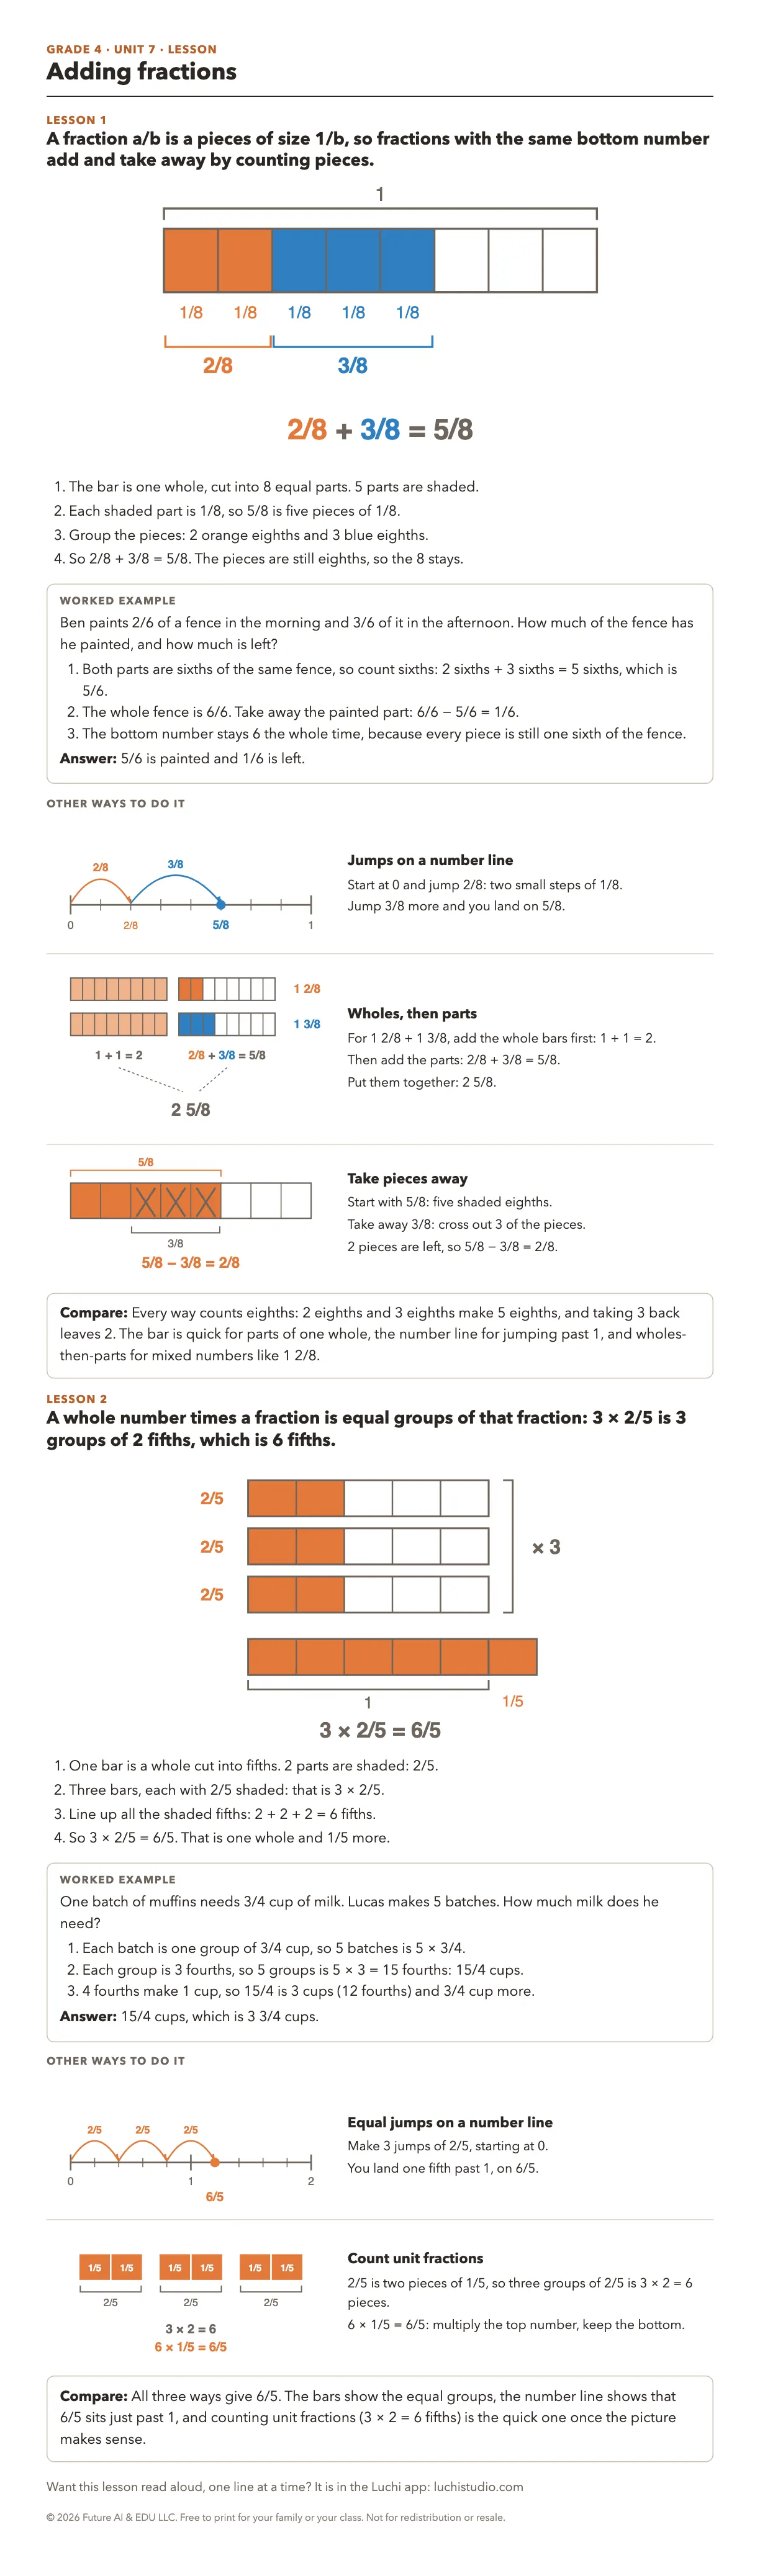 GRADE 4 · UNIT 7 · LESSON
Adding fractions
LESSON 1
A fraction a/b is a pieces of size 1/b, so fractions with the same bottom number
add and take away by counting pieces.
1
1/8 1/8 1/8 1/8 1/8
2/8 3/8
2/8 + 3/8 = 5/8
1. The bar is one whole, cut into 8 equal parts. 5 parts are shaded.
2. Each shaded part is 1/8, so 5/8 is five pieces of 1/8.
3. Group the pieces: 2 orange eighths and 3 blue eighths.
4. So 2/8 + 3/8 = 5/8. The pieces are still eighths, so the 8 stays.
WORKED EXAMPLE
Ben paints 2/6 of a fence in the morning and 3/6 of it in the afternoon. How much of the fence has
he painted, and how much is left?
1. Both parts are sixths of the same fence, so count sixths: 2 sixths + 3 sixths = 5 sixths, which is
5/6.
2. The whole fence is 6/6. Take away the painted part: 6/6 − 5/6 = 1/6.
3. The bottom number stays 6 the whole time, because every piece is still one sixth of the fence.
Answer: 5/6 is painted and 1/6 is left.
OTHER WAYS TO DO IT
2/8 3/8
0 2/8 5/8 1
Jumps on a number line
Start at 0 and jump 2/8: two small steps of 1/8.
Jump 3/8 more and you land on 5/8.
1 2/8
1 3/8
1 + 1 = 2 2/8 + 3/8 = 5/8
2 5/8
Wholes, then parts
For 1 2/8 + 1 3/8, add the whole bars first: 1 + 1 = 2.
Then add the parts: 2/8 + 3/8 = 5/8.
Put them together: 2 5/8.
5/8
3/8
5/8 − 3/8 = 2/8
Take pieces away
Start with 5/8: five shaded eighths.
Take away 3/8: cross out 3 of the pieces.
2 pieces are left, so 5/8 − 3/8 = 2/8.
Compare: Every way counts eighths: 2 eighths and 3 eighths make 5 eighths, and taking 3 back
leaves 2. The bar is quick for parts of one whole, the number line for jumping past 1, and wholes-
then-parts for mixed numbers like 1 2/8.
LESSON 2
A whole number times a fraction is equal groups of that fraction: 3 × 2/5 is 3
groups of 2 fifths, which is 6 fifths.
2/5
2/5
2/5
× 3
1 1/5
3 × 2/5 = 6/5
1. One bar is a whole cut into fifths. 2 parts are shaded: 2/5.
2. Three bars, each with 2/5 shaded: that is 3 × 2/5.
3. Line up all the shaded fifths: 2 + 2 + 2 = 6 fifths.
4. So 3 × 2/5 = 6/5. That is one whole and 1/5 more.
WORKED EXAMPLE
One batch of muffins needs 3/4 cup of milk. Lucas makes 5 batches. How much milk does he
need?
1. Each batch is one group of 3/4 cup, so 5 batches is 5 × 3/4.
2. Each group is 3 fourths, so 5 groups is 5 × 3 = 15 fourths: 15/4 cups.
3. 4 fourths make 1 cup, so 15/4 is 3 cups (12 fourths) and 3/4 cup more.
Answer: 15/4 cups, which is 3 3/4 cups.
OTHER WAYS TO DO IT
2/5 2/5 2/5
0 1 2
6/5
Equal jumps on a number line
Make 3 jumps of 2/5, starting at 0.
You land one fifth past 1, on 6/5.
1/5 1/5 1/5 1/5 1/5 1/5
2/5 2/5 2/5
3 × 2 = 6
6 × 1/5 = 6/5
Count unit fractions
2/5 is two pieces of 1/5, so three groups of 2/5 is 3 × 2 = 6
pieces.
6 × 1/5 = 6/5: multiply the top number, keep the bottom.
Compare: All three ways give 6/5. The bars show the equal groups, the number line shows that
6/5 sits just past 1, and counting unit fractions (3 × 2 = 6 fifths) is the quick one once the picture
makes sense.
Want this lesson read aloud, one line at a time? It is in the Luchi app: luchistudio.com
© 2026 Future AI & EDU LLC. Free to print for your family or your class. Not for redistribution or resale.